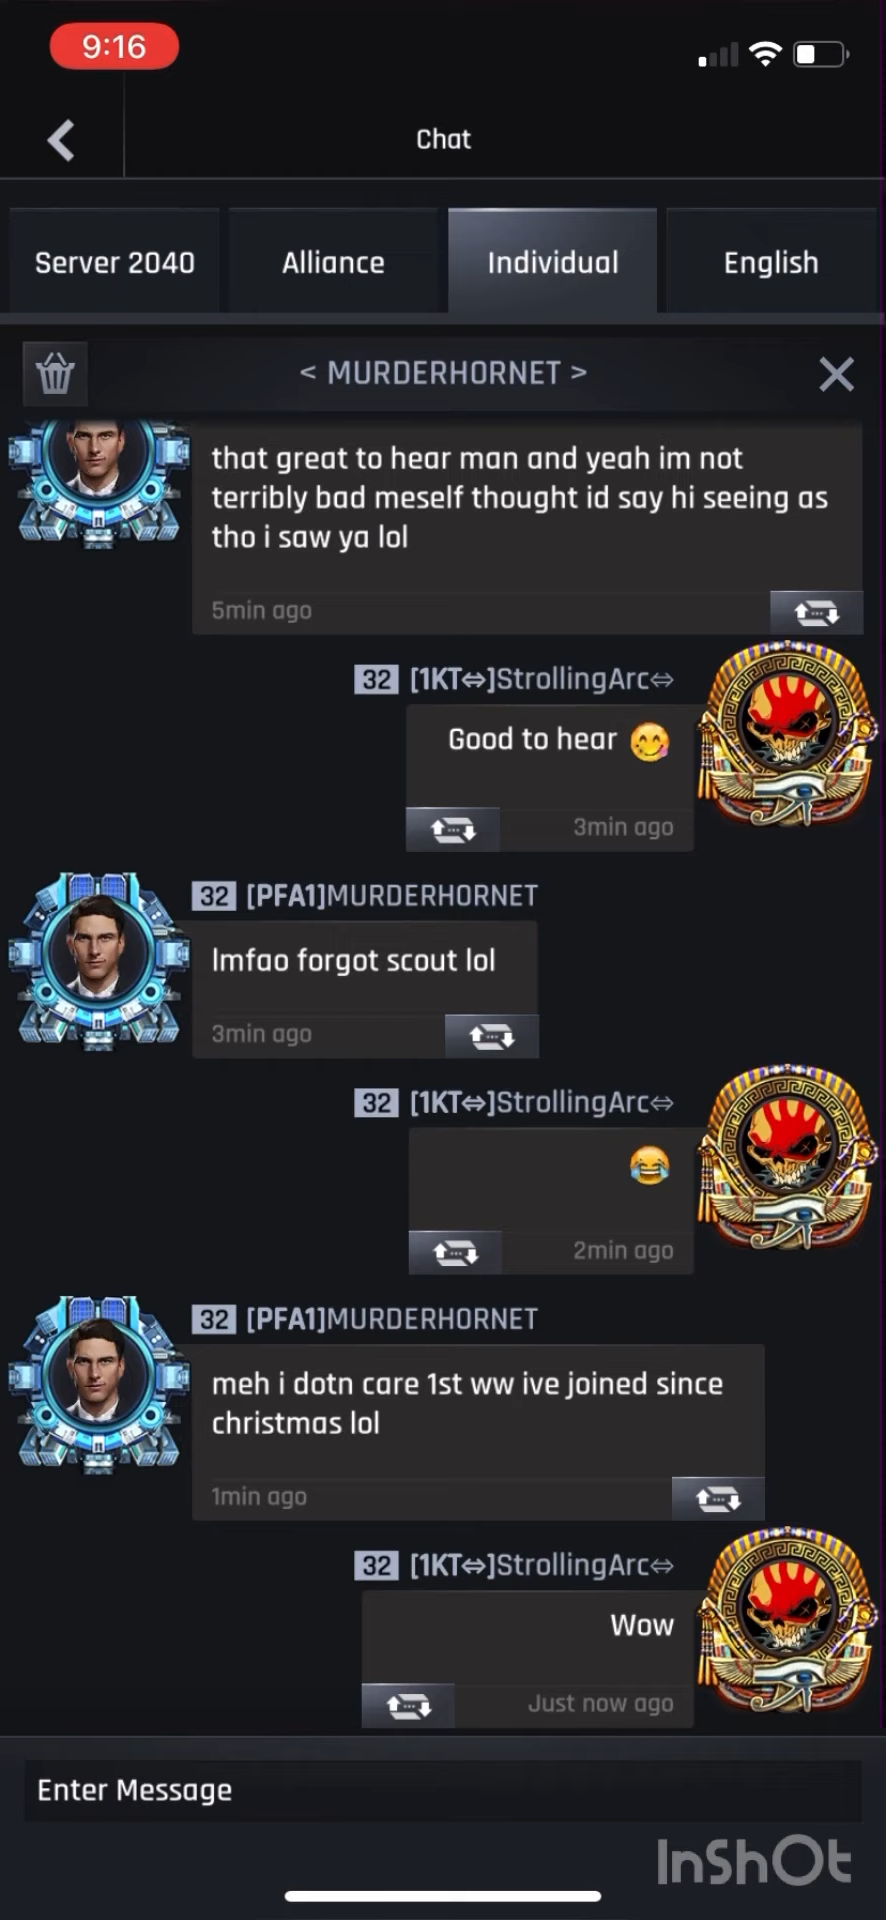 9:16
Chat
Server 2040
Alliance
Individual
English
< MURDERHORNET >
that great to hear man and yeah im not
terribly bad meself thought id say hi seeing as
tho i saw ya lol
5min ago
32 [1KT⇔]StrollingArc⇔
Good to hear 😋
3min ago
32 [PFA1]MURDERHORNET
lmfao forgot scout lol
3min ago
32 [1KT⇔]StrollingArc⇔
😂
2min ago
32 [PFA1]MURDERHORNET
meh i dotn care 1st ww ive joined since
christmas lol
1min ago
32 [1KT⇔]StrollingArc⇔
Wow
Just now ago
Enter Message
InShOt